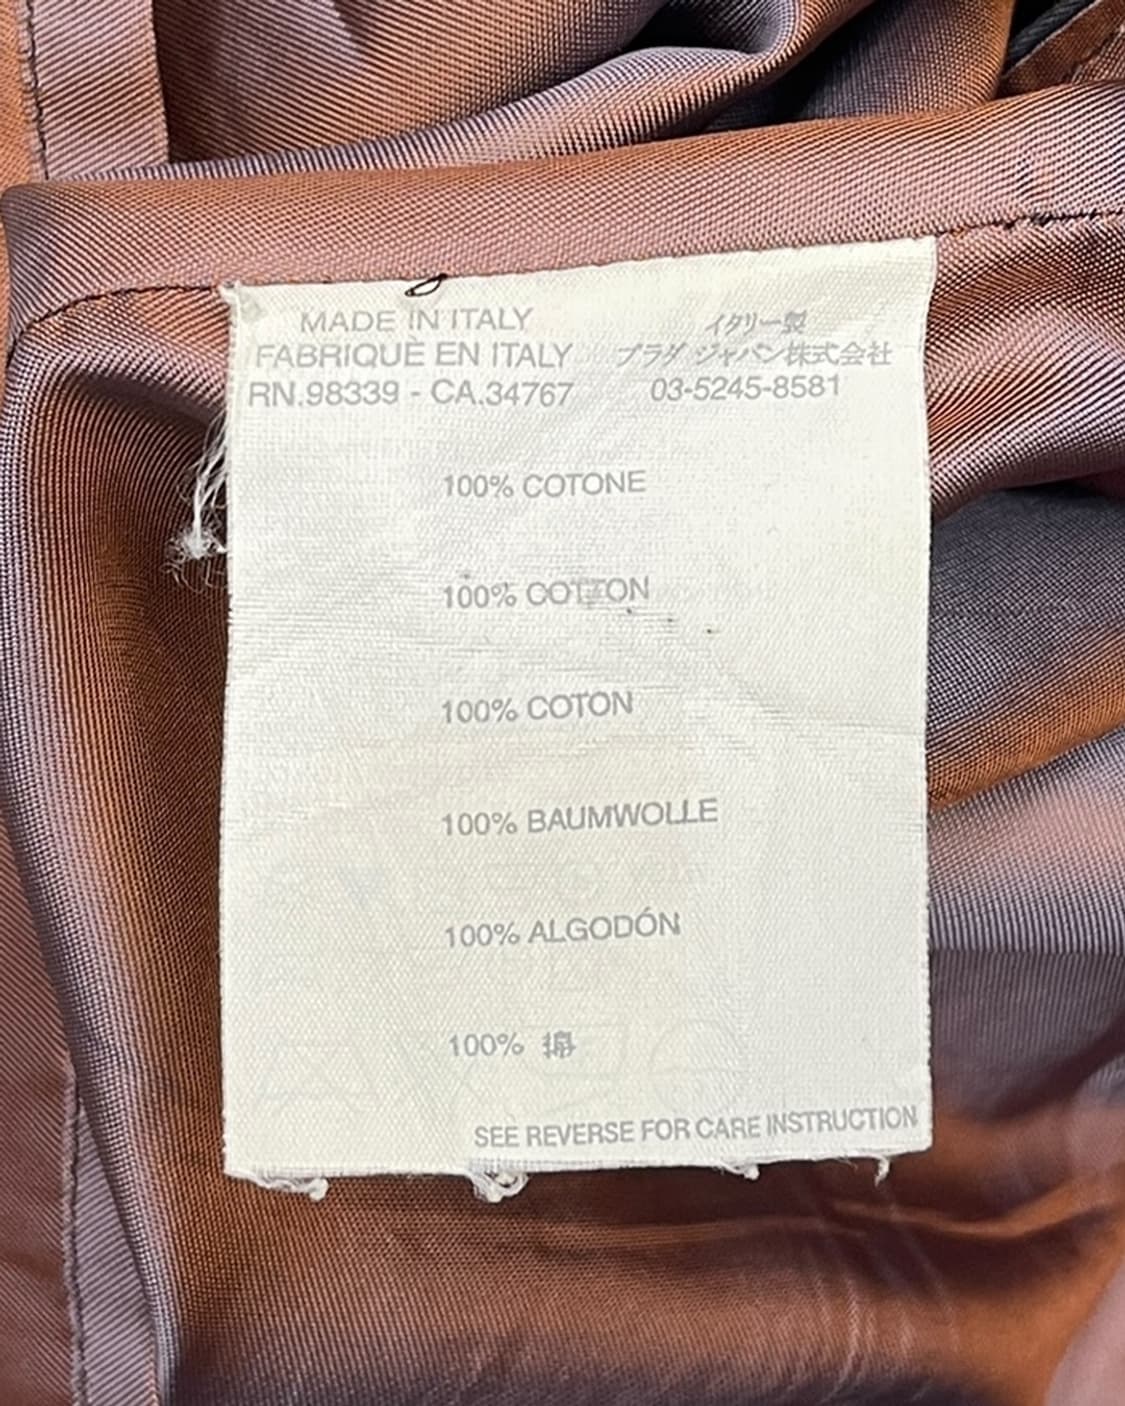 MADE IN ITALY
FABRIQUÈ EN ITALY
RN.98339 - CA.34767
イタリー製
プラダ ジャパン株式会社
03-5245-8581
100% COTONE
100% COTTON
100% COTON
100% BAUMWOLLE
100% ALGODÓN
100%
SEE REVERSE FOR CARE INSTRUCTION